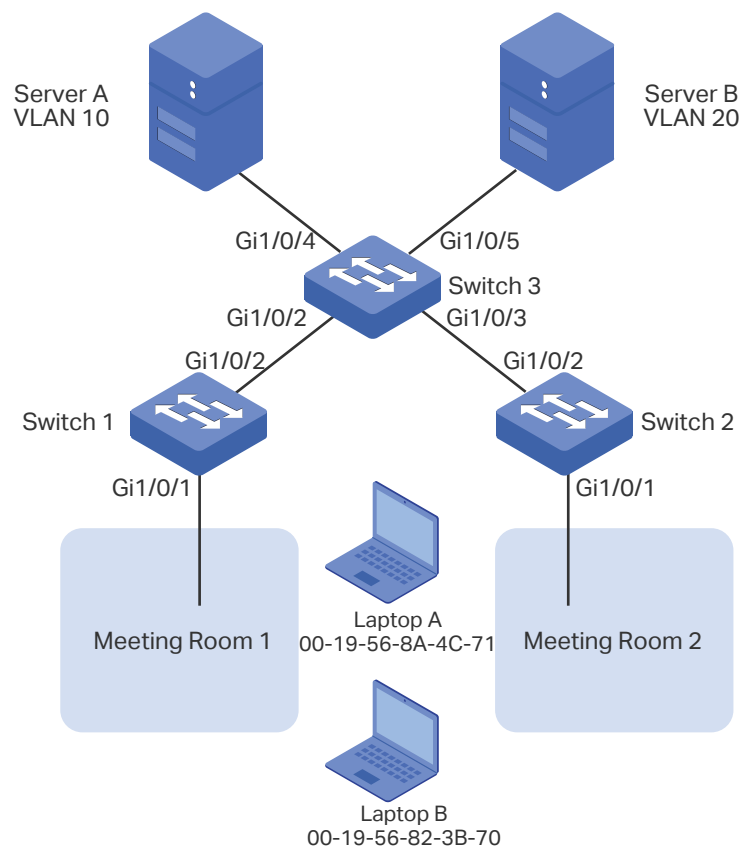 Server A
VLAN 10
Server B
VLAN 20
Gi1/0/4
Gi1/0/5
Switch 3
Gi1/0/2
Gi1/0/3
Gi1/0/2
Gi1/0/2
Switch 1
Switch 2
Gi1/0/1
Gi1/0/1
Meeting Room 1
Laptop A
00-19-56-8A-4C-71
Meeting Room 2
Laptop B
00-19-56-82-3B-70